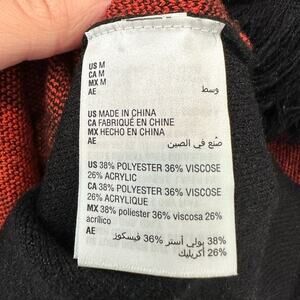 US M
CA M
MX M
AE وسط
US MADE IN CHINA
CA FABRIQUÉ EN CHINE
MX HECHO EN CHINA
AE صنع في الصين
US 38% POLYESTER 36% VISCOSE
26% ACRYLIC
CA 38% POLYESTER 36% VISCOSE
26% ACRYLIQUE
MX 38% poliester 36% viscosa 26%
acrílico
AE 38% بولي أستر 36% فيسكوز
26% أكريليك